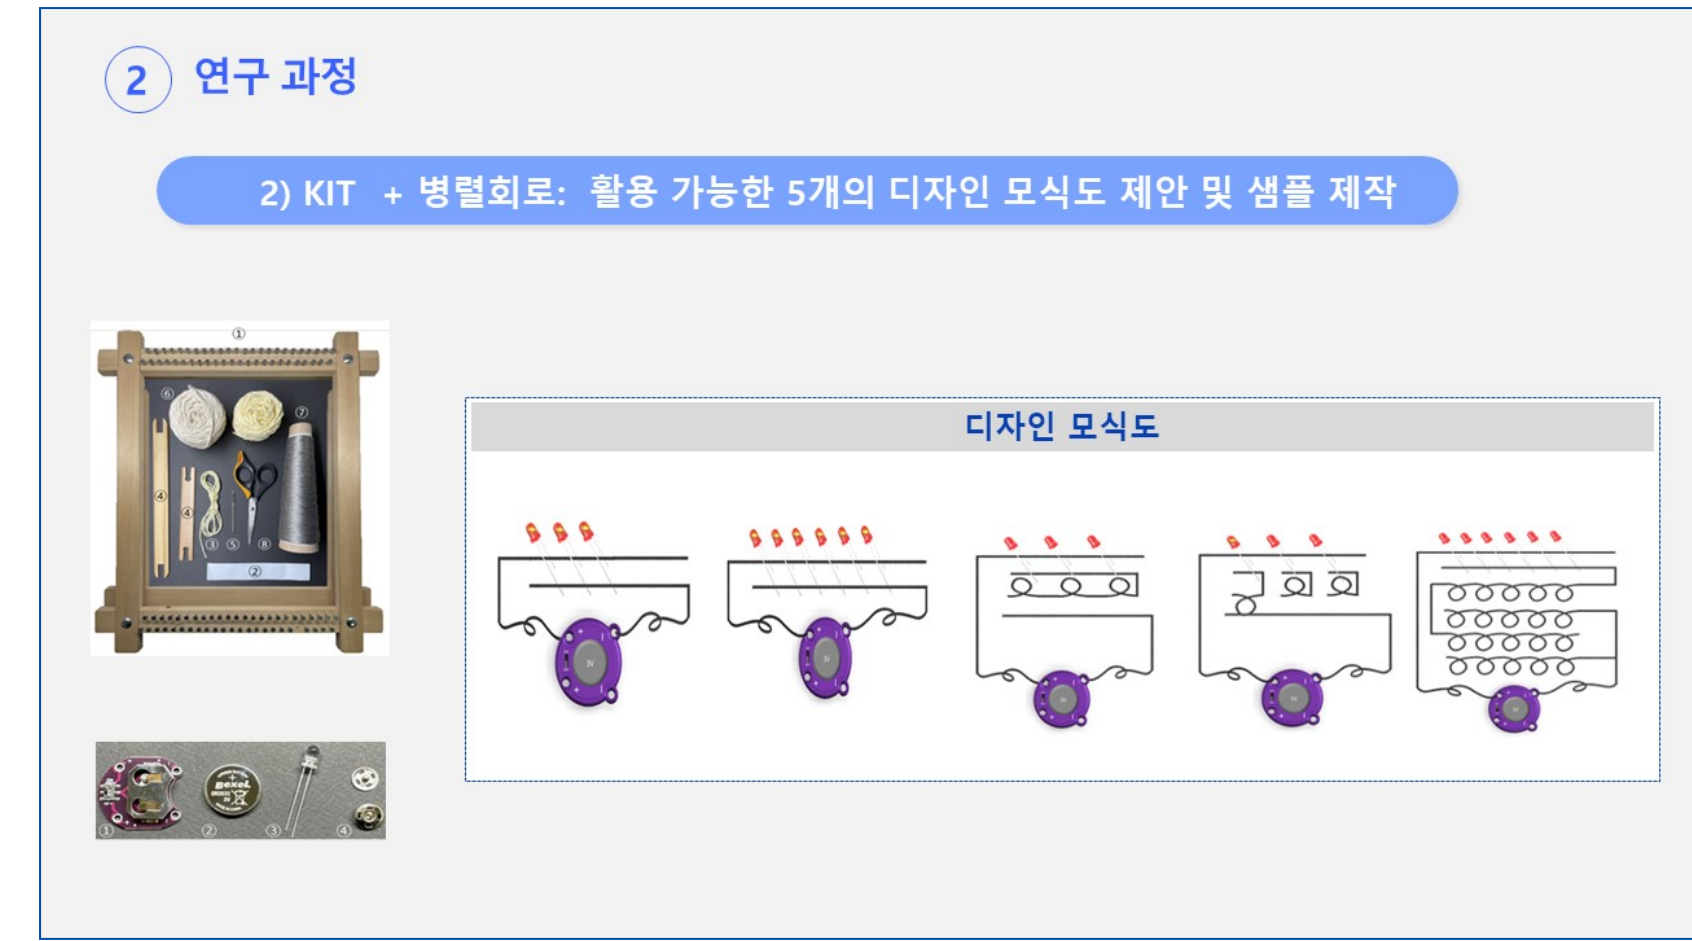 2 연구 과정
2) KIT + 병렬회로: 활용 가능한 5개의 디자인 모식도 제안 및 샘플 제작
①
⑥
⑦
④
④
③ ⑤ ⑧
②
디자인 모식도
Bexel
① ② ③ ④